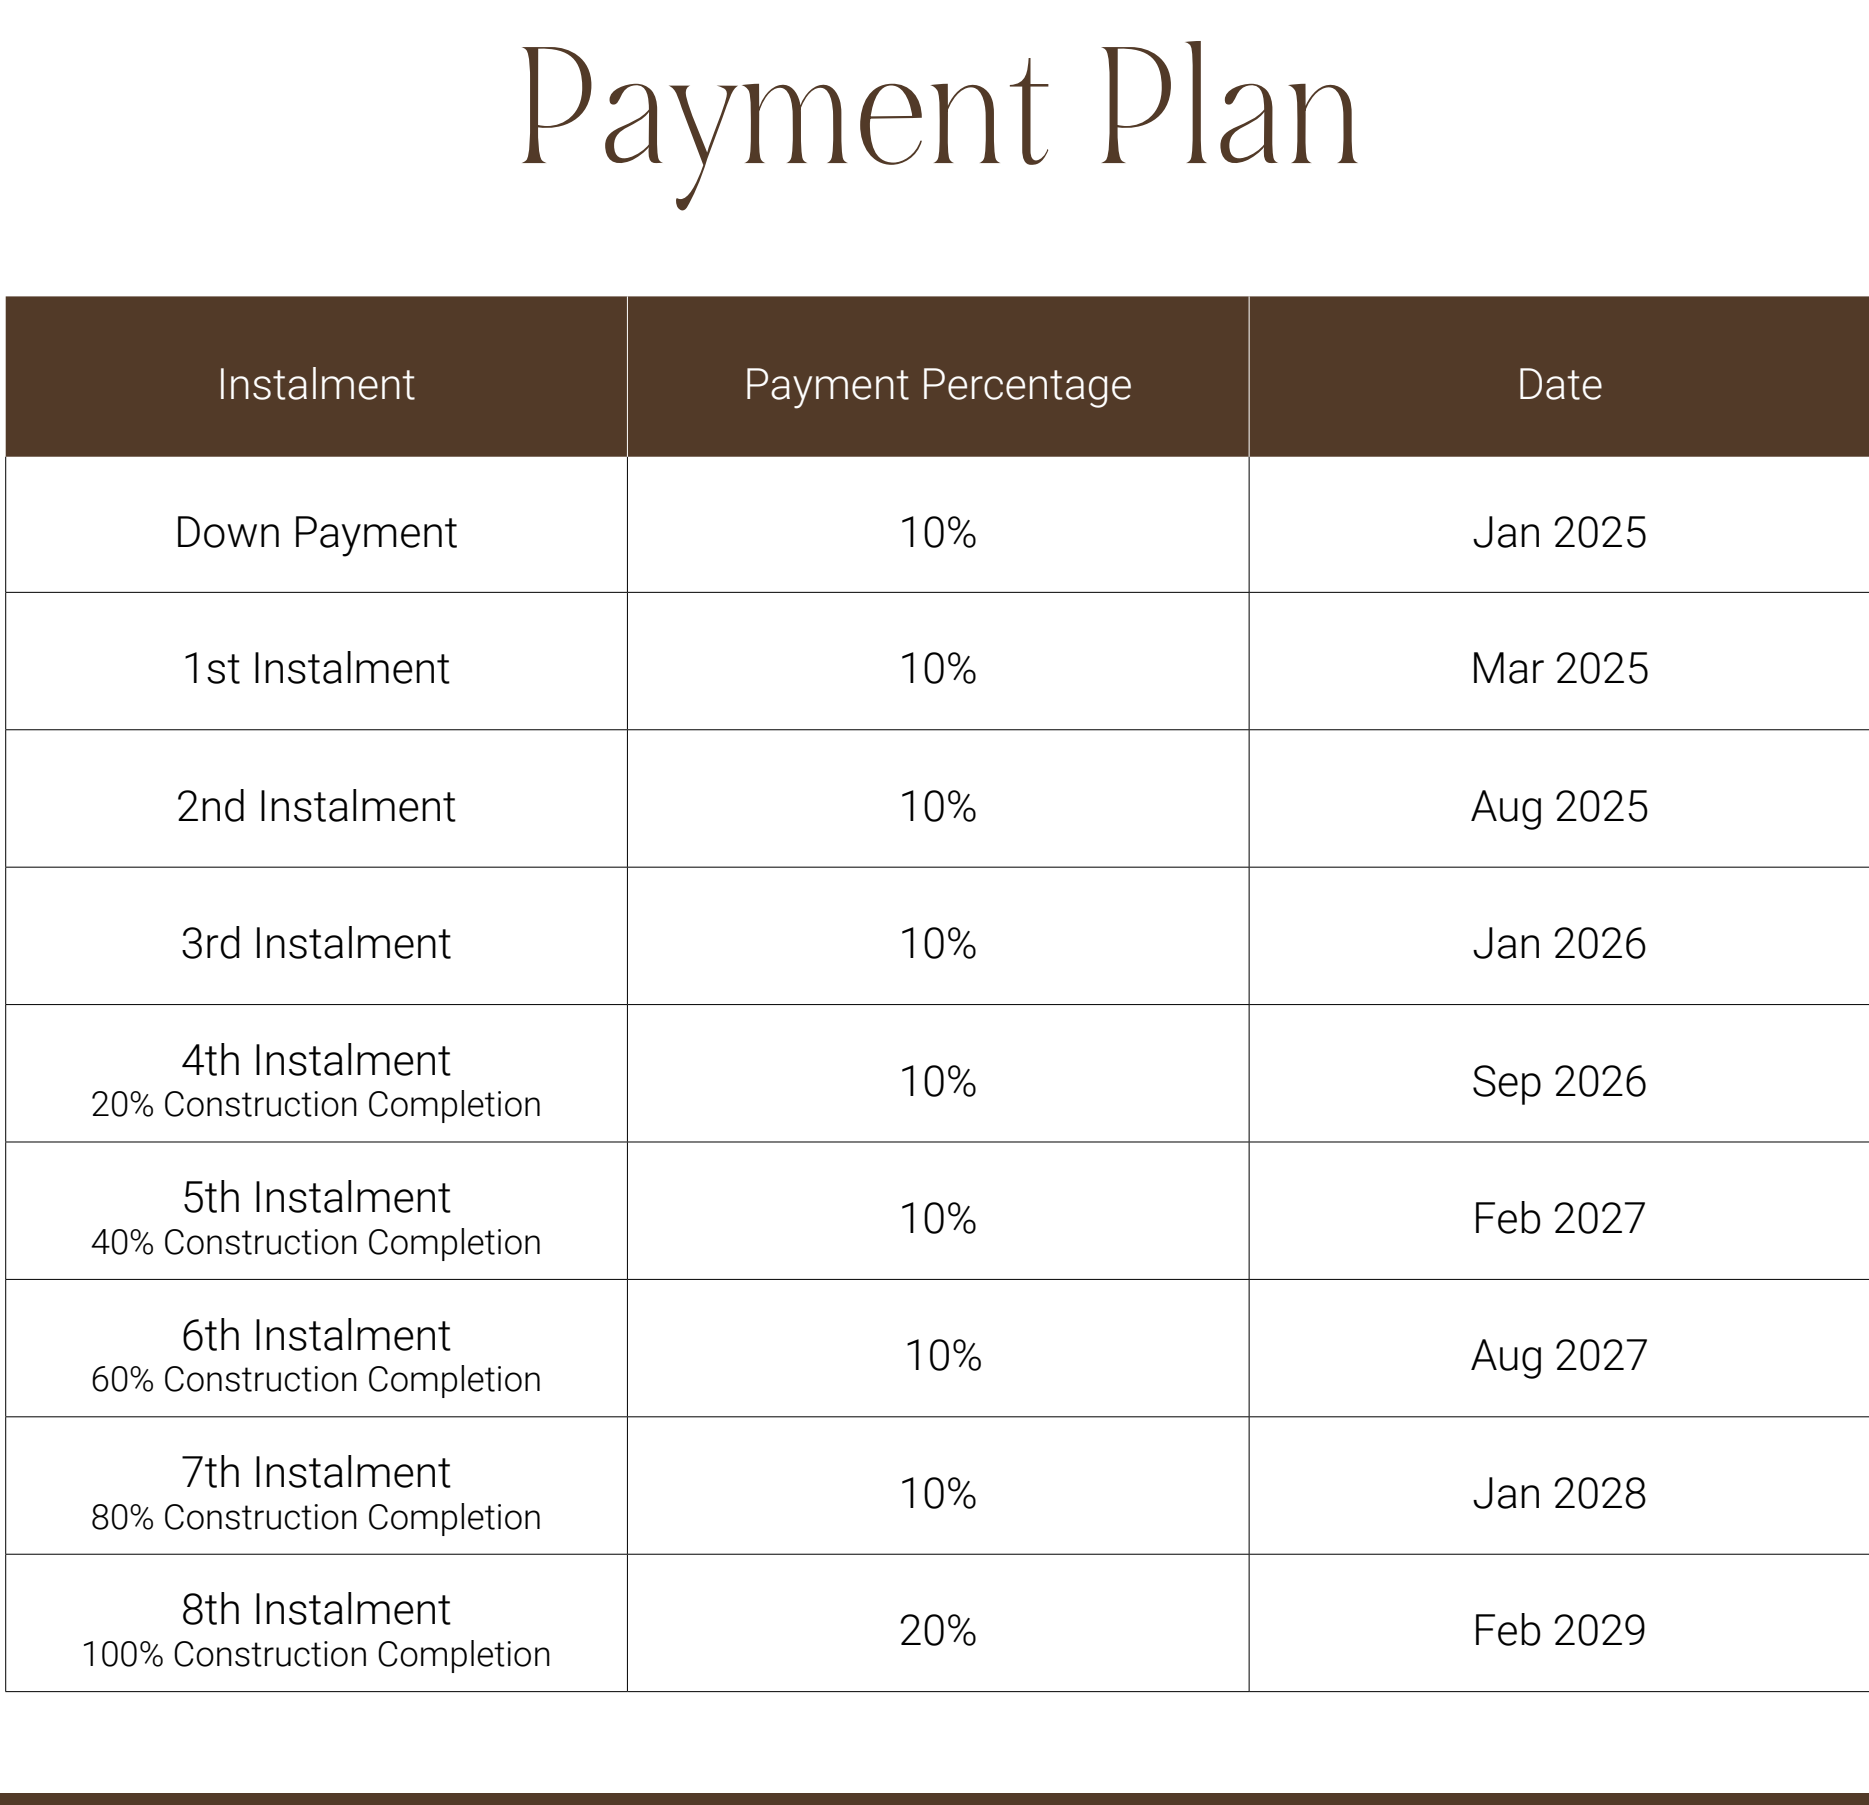 Payment Plan
Instalment Payment Percentage Date
Down Payment 10% Jan 2025
1st Instalment 10% Mar 2025
2nd Instalment 10% Aug 2025
3rd Instalment 10% Jan 2026
4th Instalment
20% Construction Completion 10% Sep 2026
5th Instalment
40% Construction Completion 10% Feb 2027
6th Instalment
60% Construction Completion 10% Aug 2027
7th Instalment
80% Construction Completion 10% Jan 2028
8th Instalment
100% Construction Completion 20% Feb 2029